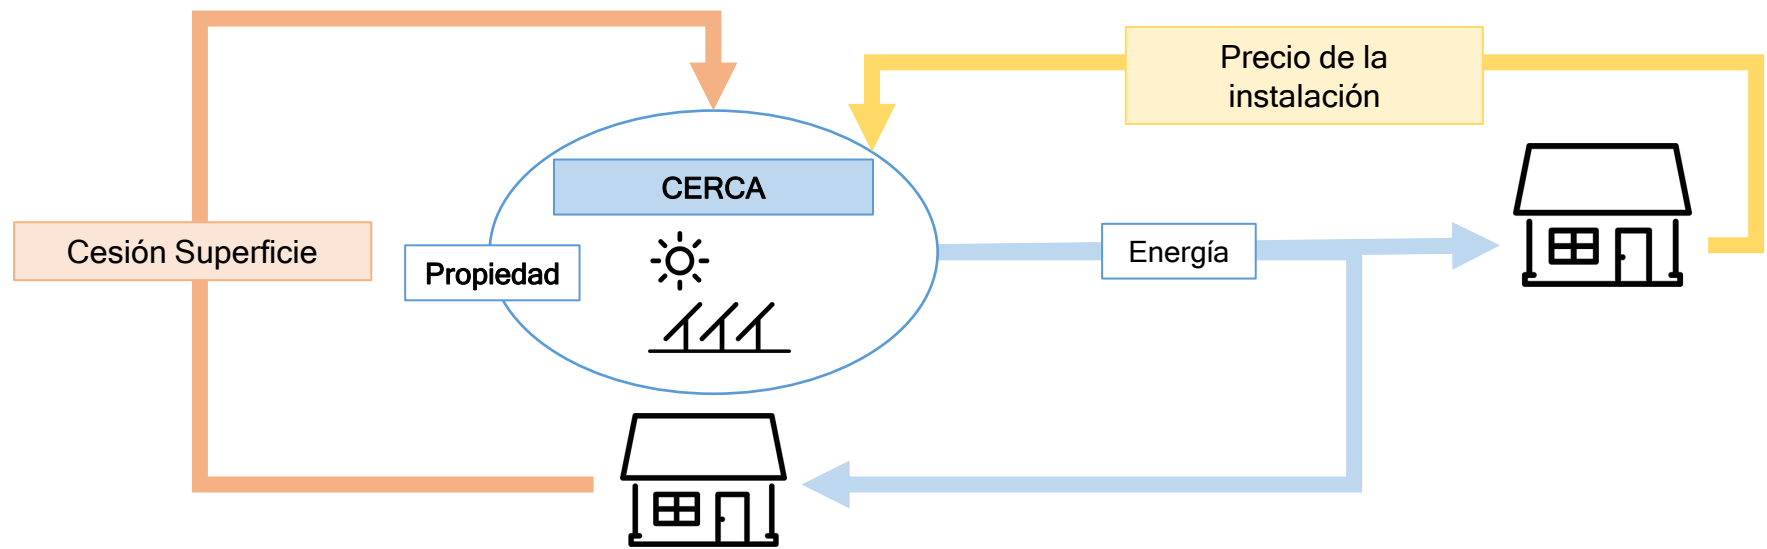 Precio de la
instalación
CERCA
Cesión Superficie
Propiedad
Energía